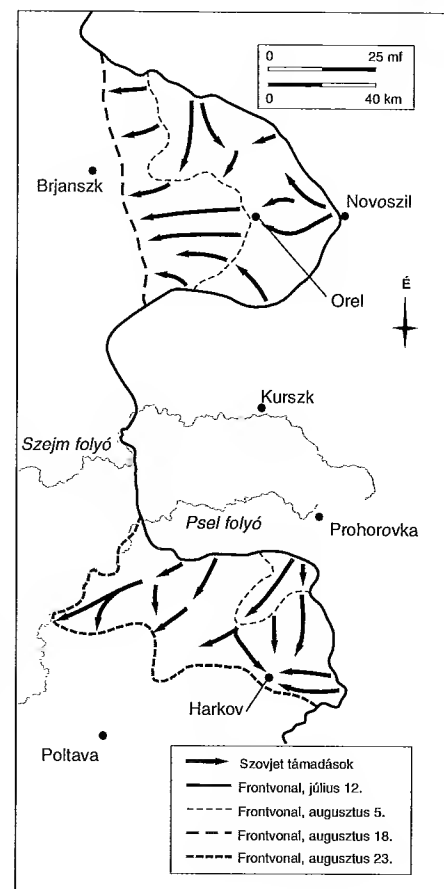 0 25 mf
0 40 km
Brjanszk
Novoszil
Orel
É
Kurszk
Szejm folyó
Psel folyó
Prohorovka
Harkov
Poltava
Szovjet támadások
Frontvonal, július 12.
Frontvonal, augusztus 5.
Frontvonal, augusztus 18.
Frontvonal, augusztus 23.